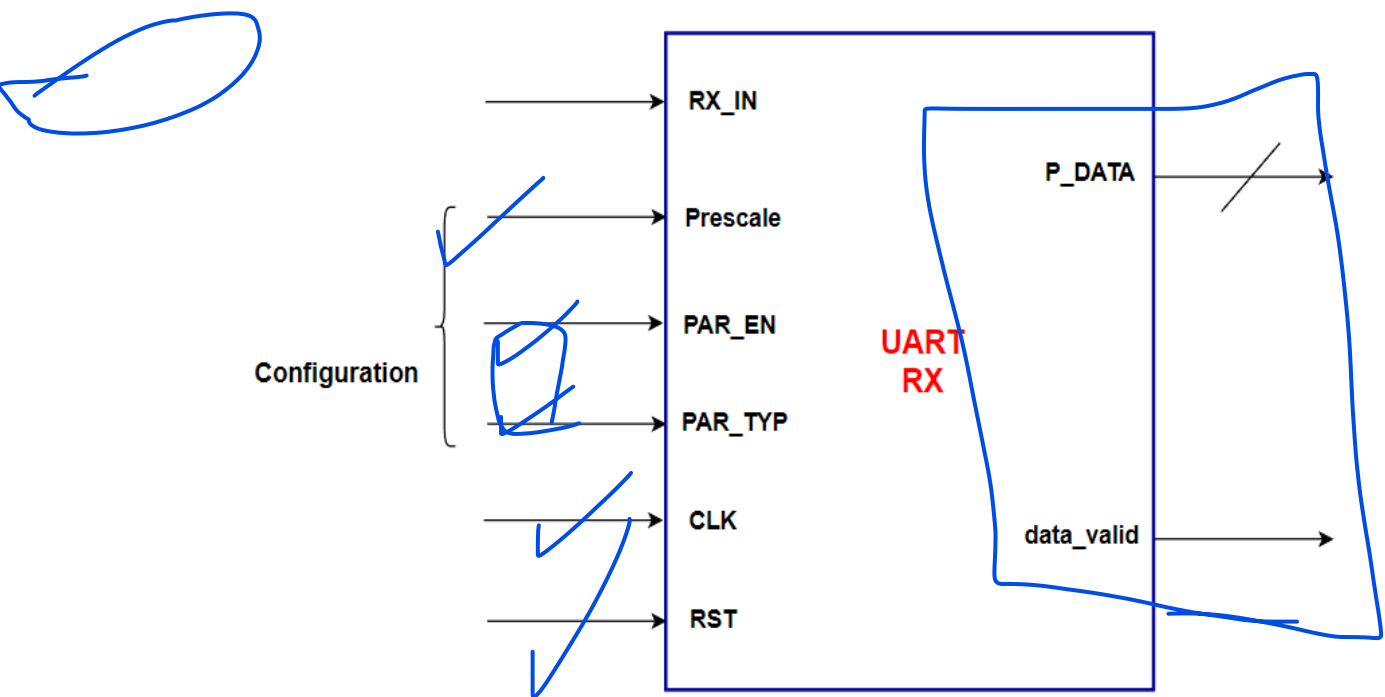 RX_IN
P_DATA
Prescale
PAR_EN
UART
RX
Configuration
PAR_TYP
CLK
data_valid
RST